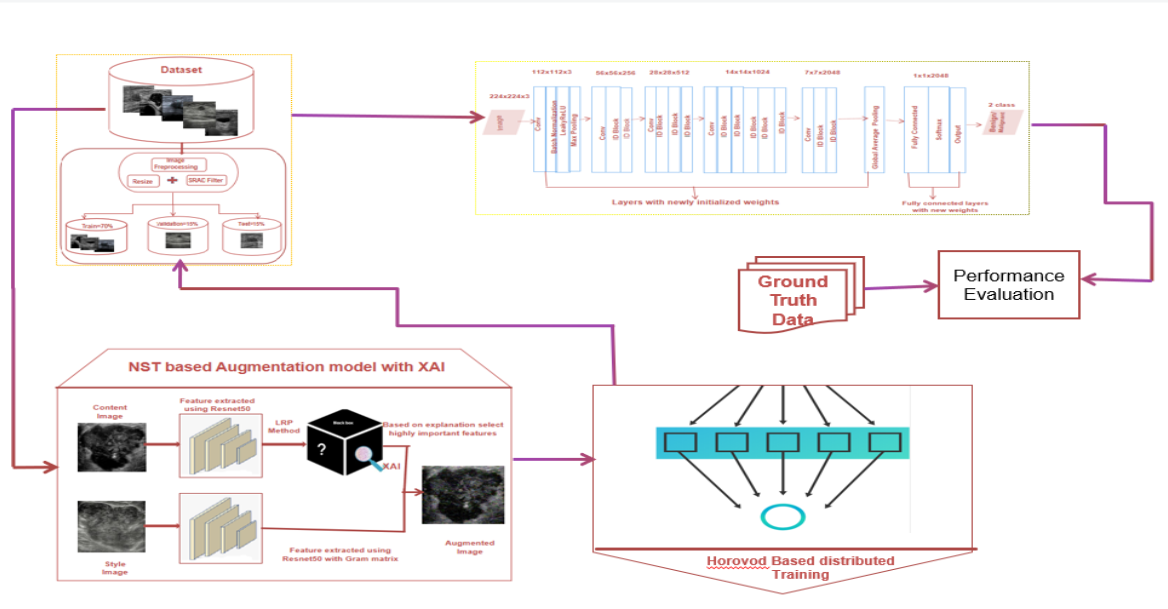 Dataset
Image
Preprocessing
Resize
+
SRAC Filter
Train=70%
Validation=15%
Test=15%
224x224x3
112x112x3
56x56x256
28x28x512
14x14x1024
7x7x2048
1x1x2048
2 class
Conv
Batch Normalization
LeakyReLU
Max Pooling
Conv
ID Block
ID Block
Conv
ID Block
ID Block
ID Block
Conv
ID Block
ID Block
ID Block
ID Block
ID Block
Conv
ID Block
ID Block
Global Average Pooling
Fully Connected
Softmax
Output
Benign
Malignant
Layers with newly initialized weights
Fully connected layers
with new weights
Ground
Truth
Data
Performance
Evaluation
NST based Augmentation model with XAI
Content
Image
Feature extracted
using Resnet50
LRP
Method
Black box
?
XAI
Based on explanation select
highly important features
Style
Image
Feature extracted using
Resnet50 with Gram matrix
Augmented
Image
Horovod Based distributed
Training